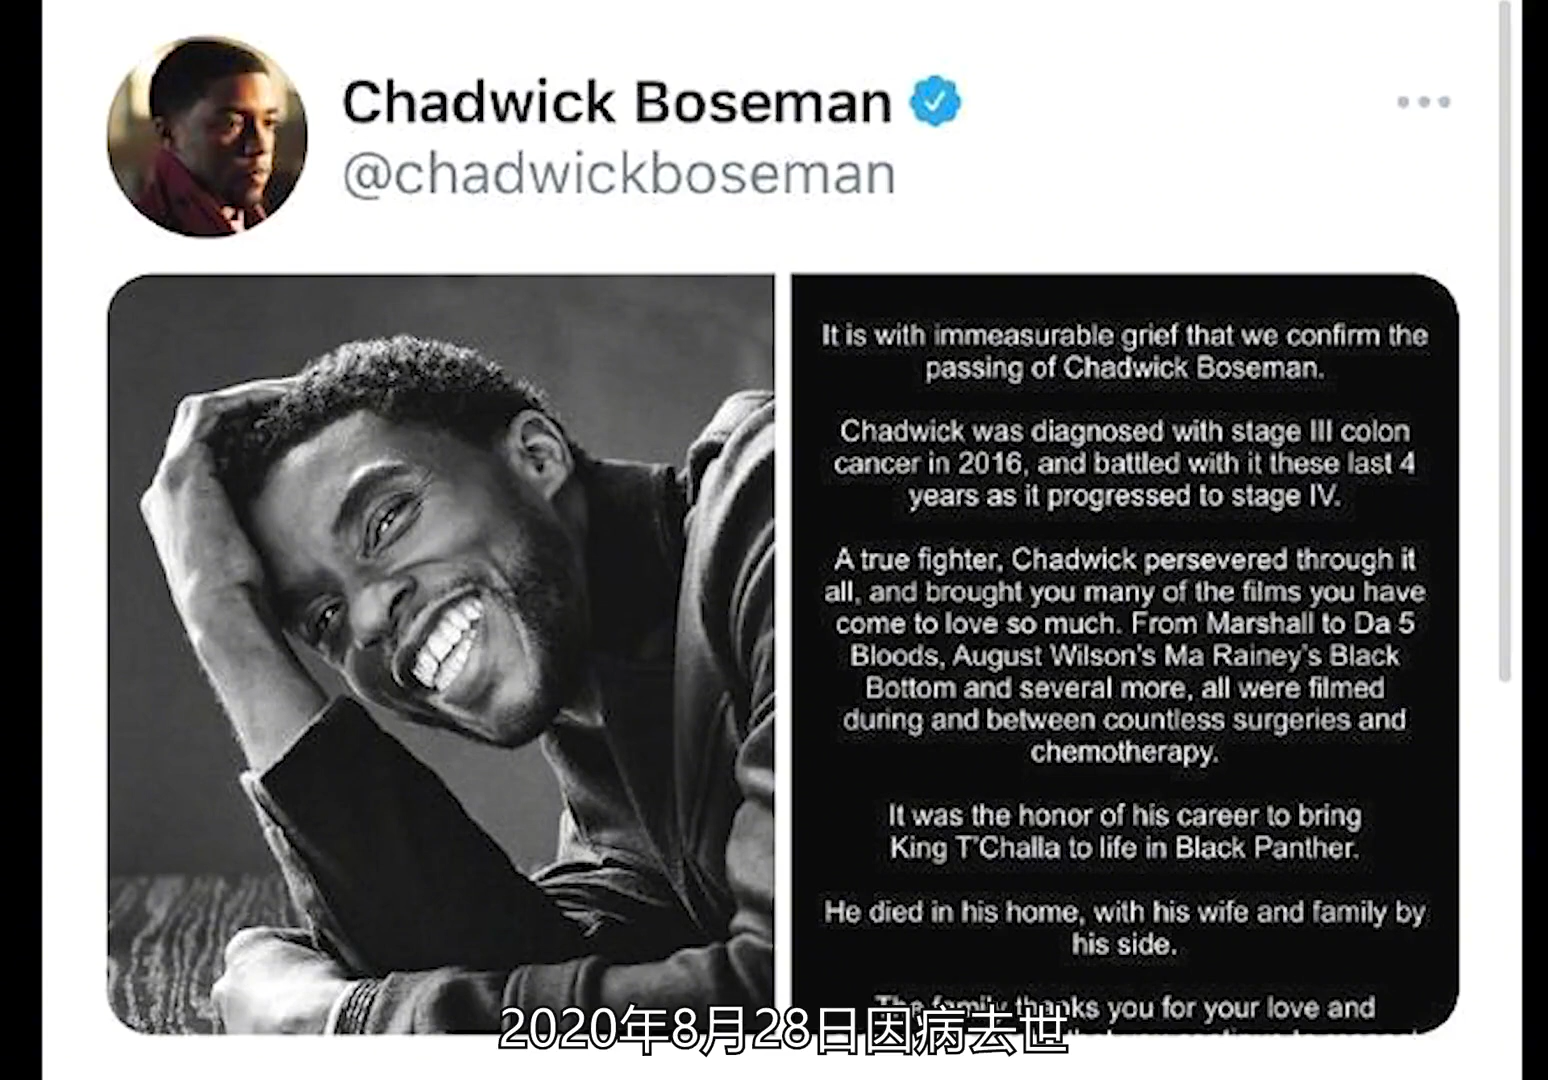 Chadwick Boseman
@chadwickboseman
It is with immeasurable grief that we confirm the
passing of Chadwick Boseman.
Chadwick was diagnosed with stage III colon
cancer in 2016, and battled with it these last 4
years as it progressed to stage IV.
A true fighter, Chadwick persevered through it
all, and brought you many of the films you have
come to love so much. From Marshall to Da 5
Bloods, August Wilson's Ma Rainey's Black
Bottom and several more, all were filmed
during and between countless surgeries and
chemotherapy.
It was the honor of his career to bring
King T'Challa to life in Black Panther.
He died in his home, with his wife and family by
his side.
The family thanks you for your love and
2020年8月28日因病去世